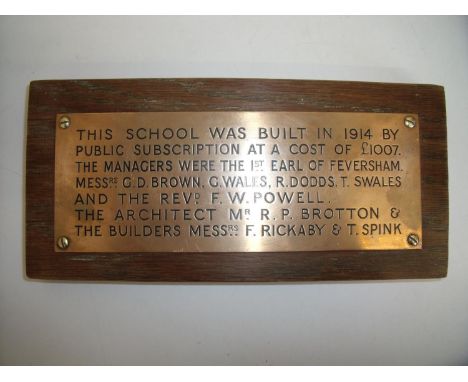 THIS SCHOOL WAS BUILT IN 1914 BY
PUBLIC SUBSCRIPTION AT A COST OF £1007.
THE MANAGERS WERE THE 1ST EARL OF FEVERSHAM.
MESSRS G.D.BROWN, G.WALES, R.DODDS, T. SWALES
AND THE REVD. F.W.POWELL.
THE ARCHITECT MR R.P. BROTTON &
THE BUILDERS MESSRS F. RICKABY & T. SPINK